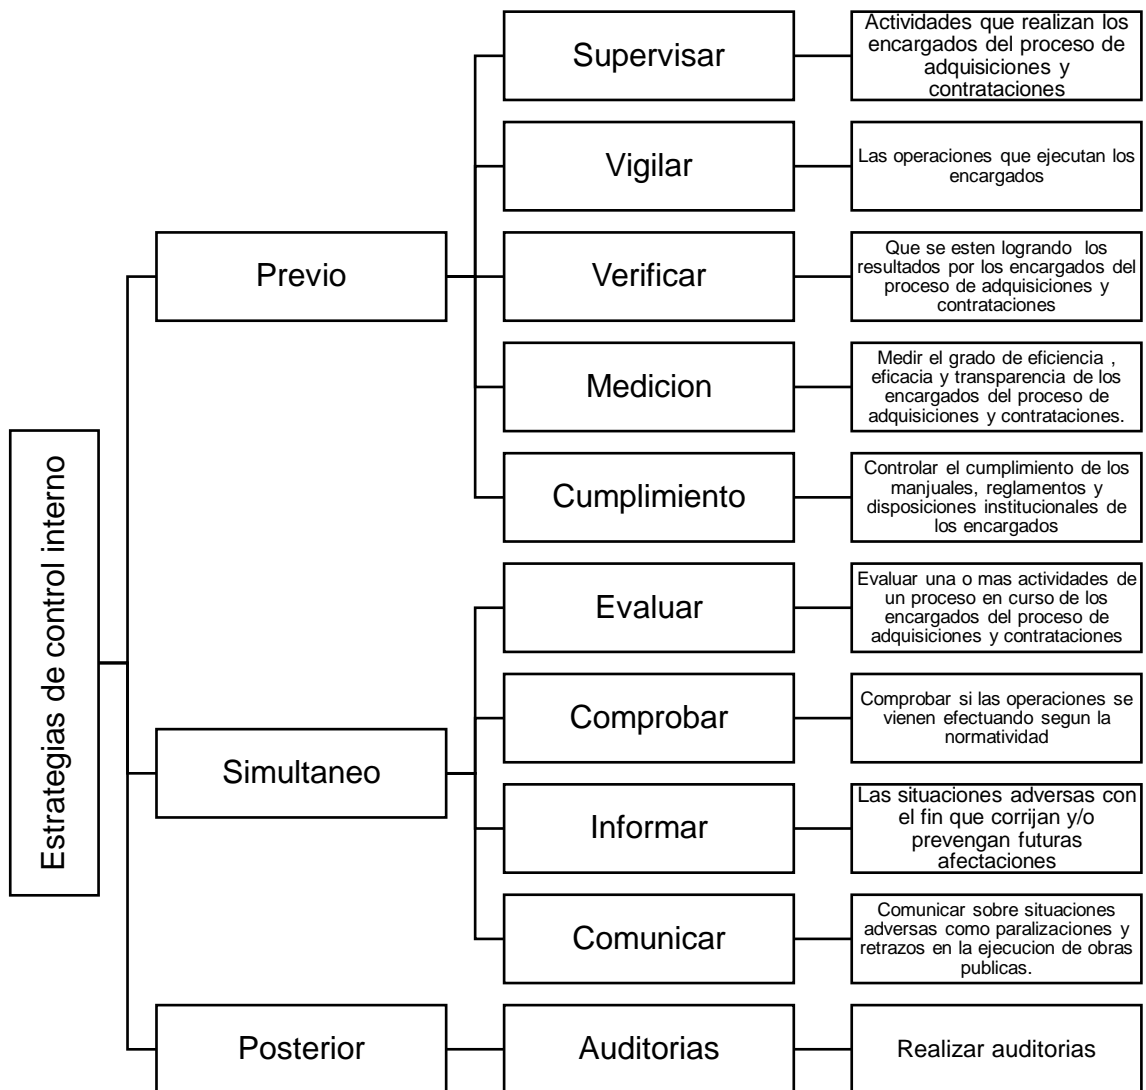 Estrategias de control interno
Previo
Supervisar
Actividades que realizan los
encargados del proceso de
adquisiciones y
contrataciones
Vigilar
Las operaciones que ejecutan los
encargados
Verificar
Que se esten logrando los
resultados por los encargados del
proceso de adquisiciones y
contrataciones
Medicion
Medir el grado de eficiencia ,
eficacia y transparencia de los
encargados del proceso de
adquisiciones y contrataciones.
Cumplimiento
Controlar el cumplimiento de los
manjuales, reglamentos y
disposiciones institucionales de
los encargados
Simultaneo
Evaluar
Evaluar una o mas actividades de
un proceso en curso de los
encargados del proceso de
adquisiciones y contrataciones
Comprobar
Comprobar si las operaciones se
vienen efectuando segun la
normatividad
Informar
Las situaciones adversas con
el fin que corrijan y/o
prevengan futuras
afectaciones
Comunicar
Comunicar sobre situaciones
adversas como paralizaciones y
retrazos en la ejecucion de obras
publicas.
Posterior
Auditorias
Realizar auditorias